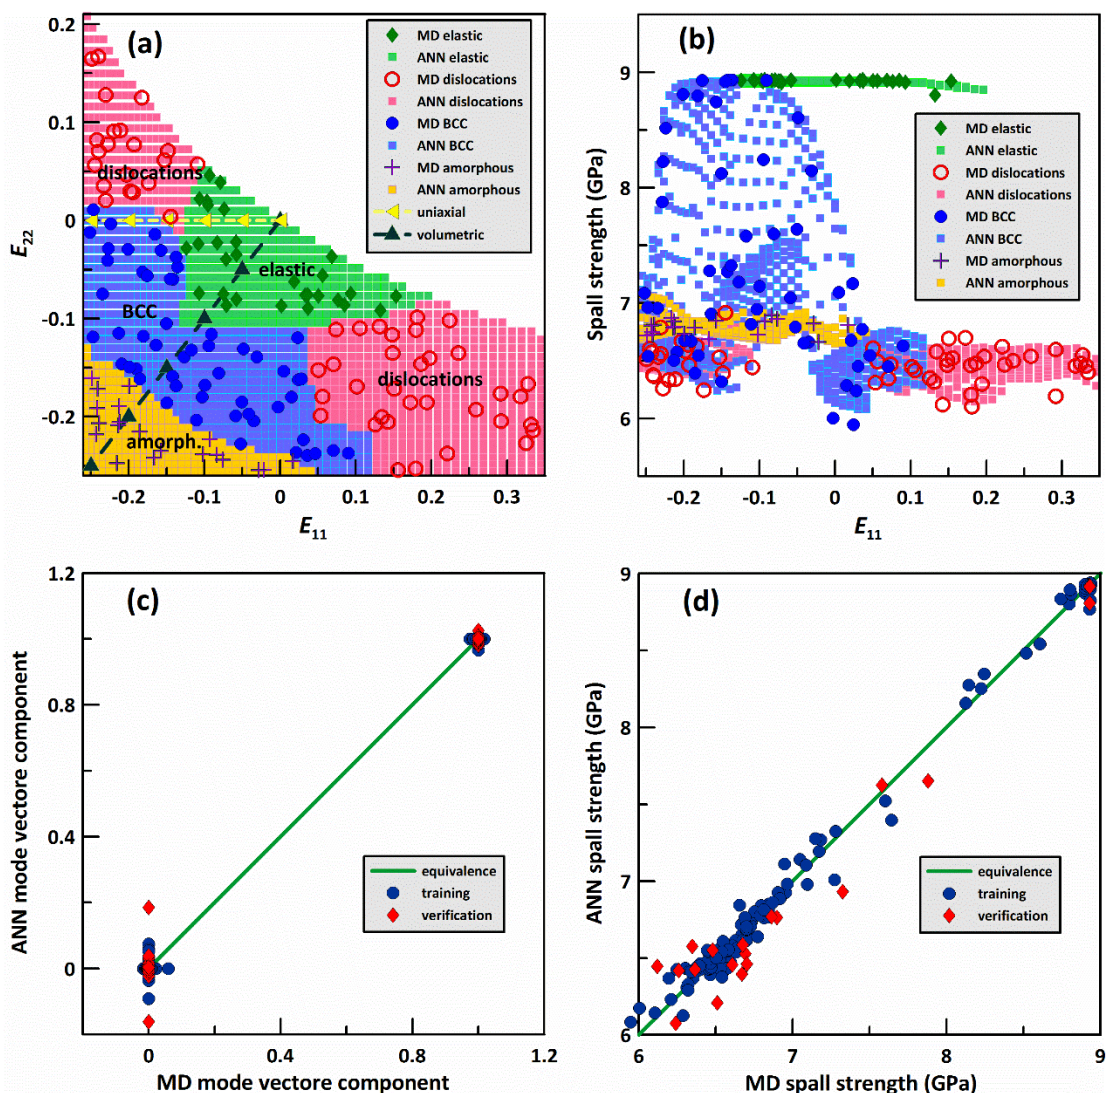 (a)
0.2
0.1
0
-0.1
-0.2
E22
-0.2 -0.1 0 0.1 0.2 0.3
E11
MD elastic
ANN elastic
MD dislocations
ANN dislocations
MD BCC
ANN BCC
MD amorphous
ANN amorphous
uniaxial
volumetric
dislocations
elastic
BCC
dislocations
amorph.
(b)
9
8
7
6
Spall strength (GPa)
-0.2 -0.1 0 0.1 0.2 0.3
E11
MD elastic
ANN elastic
MD dislocations
ANN dislocations
MD BCC
ANN BCC
MD amorphous
ANN amorphous
(c)
1.2
0.8
0.4
0
ANN mode vectore component
0 0.4 0.8 1.2
MD mode vectore component
equivalence
training
verification
(d)
9
8
7
6
ANN spall strength (GPa)
6 7 8 9
MD spall strength (GPa)
equivalence
training
verification